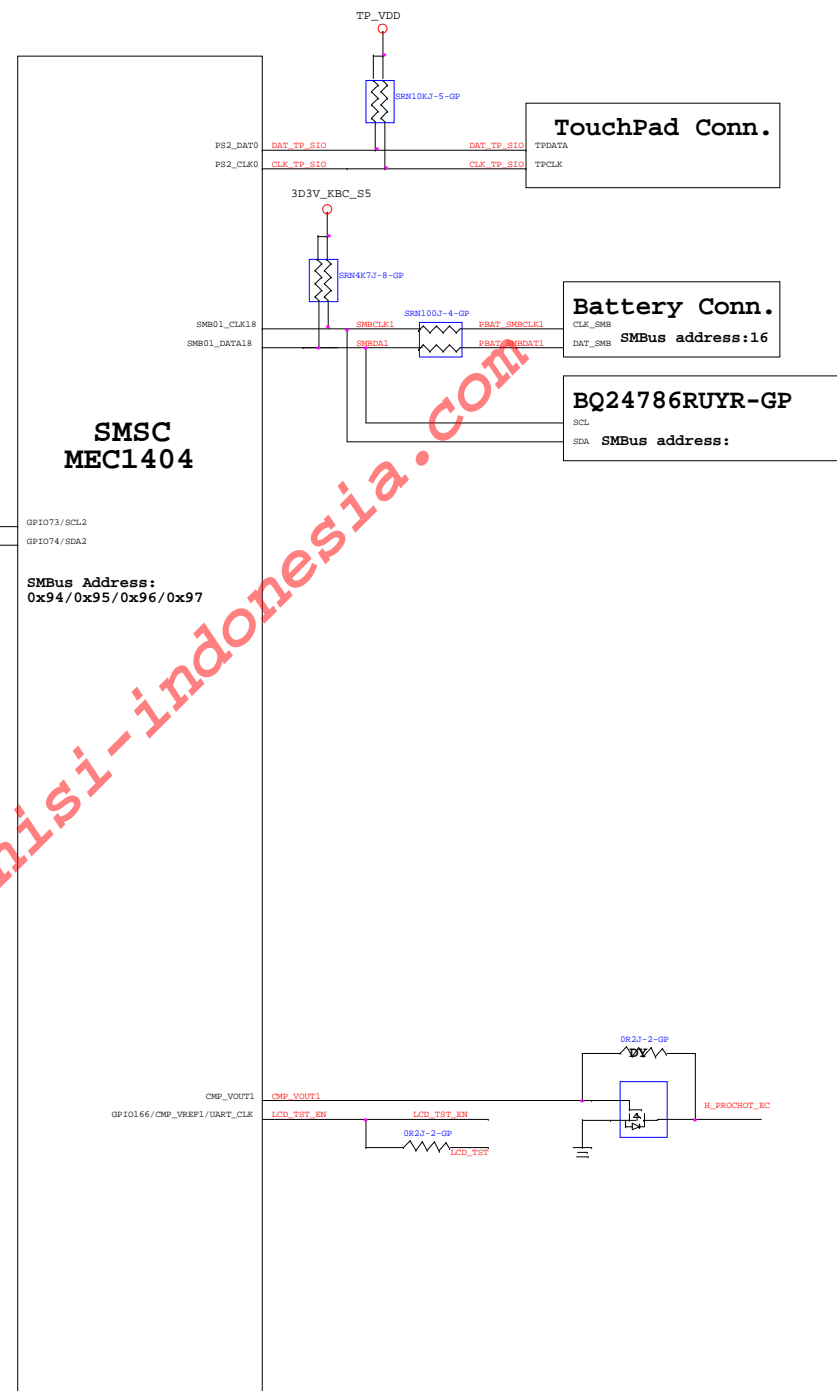 TP_VDD
SRN10KJ-5-GP
TouchPad Conn.
PS2_DAT0 DAT_TP_SIO DAT_TP_SIO TPDATA
PS2_CLK0 CLK_TP_SIO CLK_TP_SIO TPCLK
3D3V_KBC_S5
SRN4K7J-8-GP
SRN100J-4-GP
Battery Conn.
SMB01_CLK18 SMBCLK1 PBAT_SMBCLK1 CLK_SMB
SMB01_DATA18 SMBDA1 PBAT_SMBDAT1 DAT_SMB SMBus address:16
BQ24786RUYR-GP
SCL
SDA SMBus address:
SMSC
MEC1404
GPIO73/SCL2
GPIO74/SDA2
SMBus Address:
0x94/0x95/0x96/0x97
nisi-indonesia.com
0R2J-2-GP
DY
CMP_VOUT1 CMP_VOUT1
H_PROCHOT_EC
GPIO166/CMP_VREF1/UART_CLK LCD_TST_EN LCD_TST_EN
0R2J-2-GP
LCD_TST